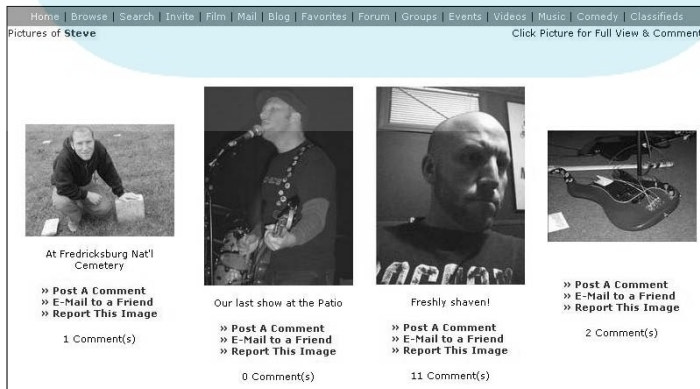 Home | Browse | Search | Invite | Film | Mail | Blog | Favorites | Forum | Groups | Events | Videos | Music | Comedy | Classifieds
Pictures of Steve
Click Picture for Full View & Comment
At Fredricksburg Nat'l
Cemetery
» Post A Comment
» E-Mail to a Friend
» Report This Image
1 Comment(s)
Our last show at the Patio
» Post A Comment
» E-Mail to a Friend
» Report This Image
0 Comment(s)
Freshly shaven!
» Post A Comment
» E-Mail to a Friend
» Report This Image
11 Comment(s)
» Post A Comment
» E-Mail to a Friend
» Report This Image
2 Comment(s)